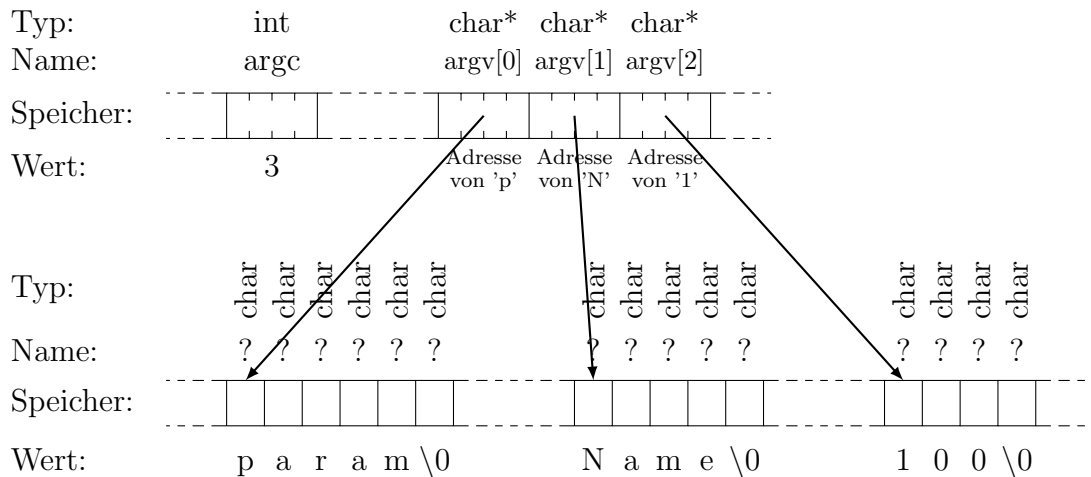 Typ: int char* char* char*
Name: argc argv[0] argv[1] argv[2]
Speicher:
Wert: 3 Adresse von 'p' Adresse von 'N' Adresse von '1'
Typ: char char char char char char char char char char char char char char char
Name: ? ? ? ? ? ? ? ? ? ? ? ? ? ? ?
Speicher:
Wert: p a r a m \0 N a m e \0 1 0 0 \0